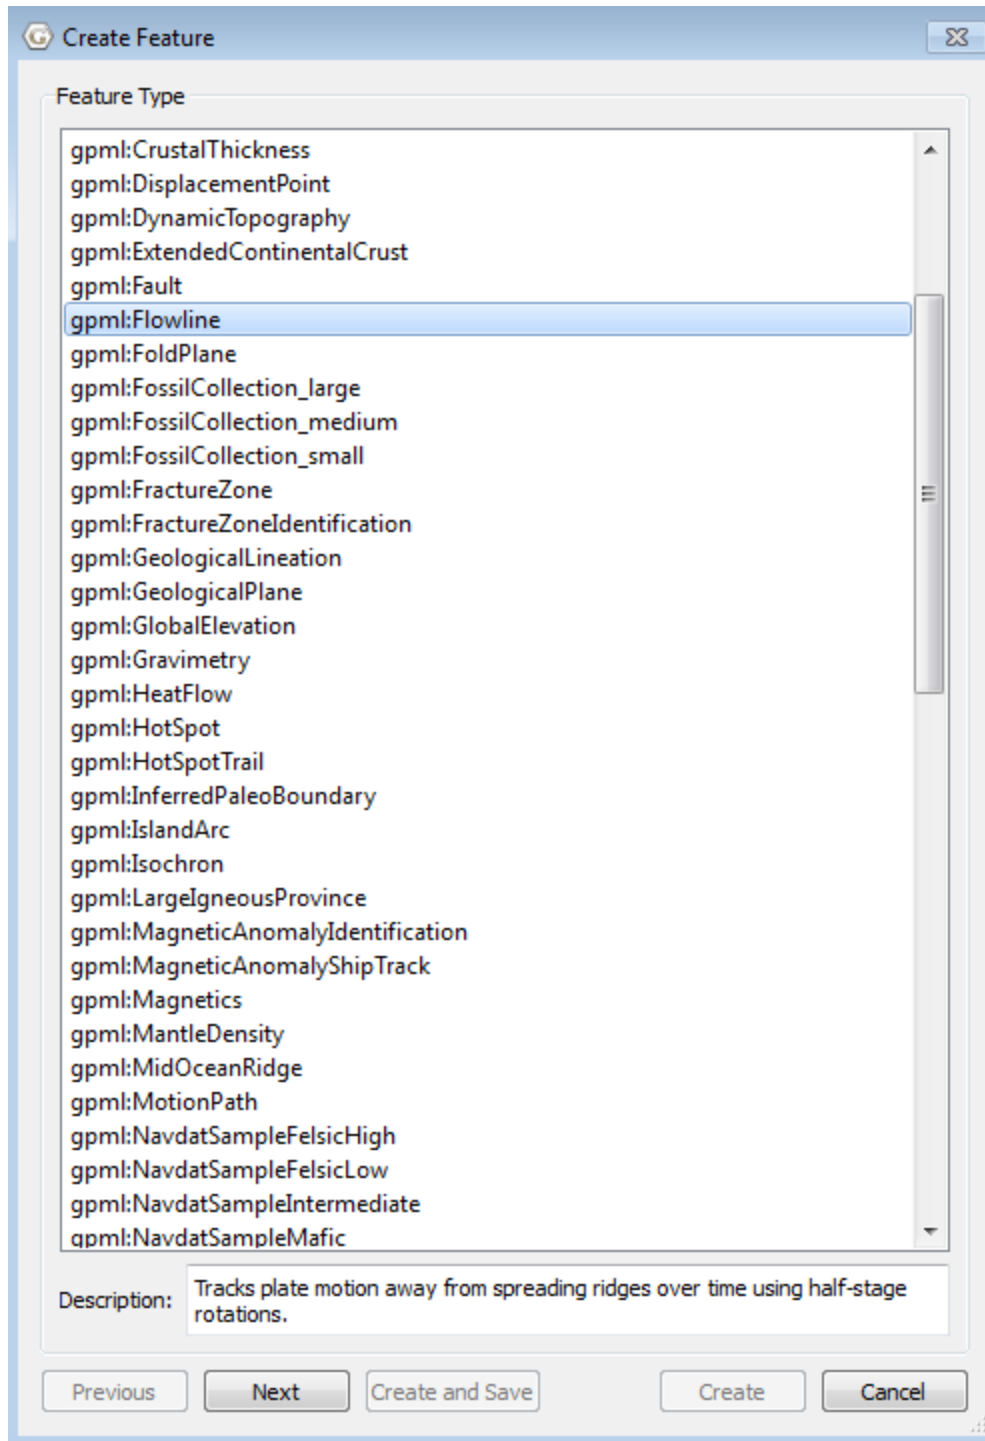 Create Feature
Feature Type
gpml:CrustalThickness
gpml:DisplacementPoint
gpml:DynamicTopography
gpml:ExtendedContinentalCrust
gpml:Fault
gpml:Flowline
gpml:FoldPlane
gpml:FossilCollection_large
gpml:FossilCollection_medium
gpml:FossilCollection_small
gpml:FractureZone
gpml:FractureZoneIdentification
gpml:GeologicalLineation
gpml:GeologicalPlane
gpml:GlobalElevation
gpml:Gravimetry
gpml:HeatFlow
gpml:HotSpot
gpml:HotSpotTrail
gpml:InferredPaleoBoundary
gpml:IslandArc
gpml:Isochron
gpml:LargeIgneousProvince
gpml:MagneticAnomalyIdentification
gpml:MagneticAnomalyShipTrack
gpml:Magnetics
gpml:MantleDensity
gpml:MidOceanRidge
gpml:MotionPath
gpml:NavdatSampleFelsicHigh
gpml:NavdatSampleFelsicLow
gpml:NavdatSampleIntermediate
gpml:NavdatSampleMafic
Description:
Tracks plate motion away from spreading ridges over time using half-stage
rotations.
Previous Next Create and Save Create Cancel